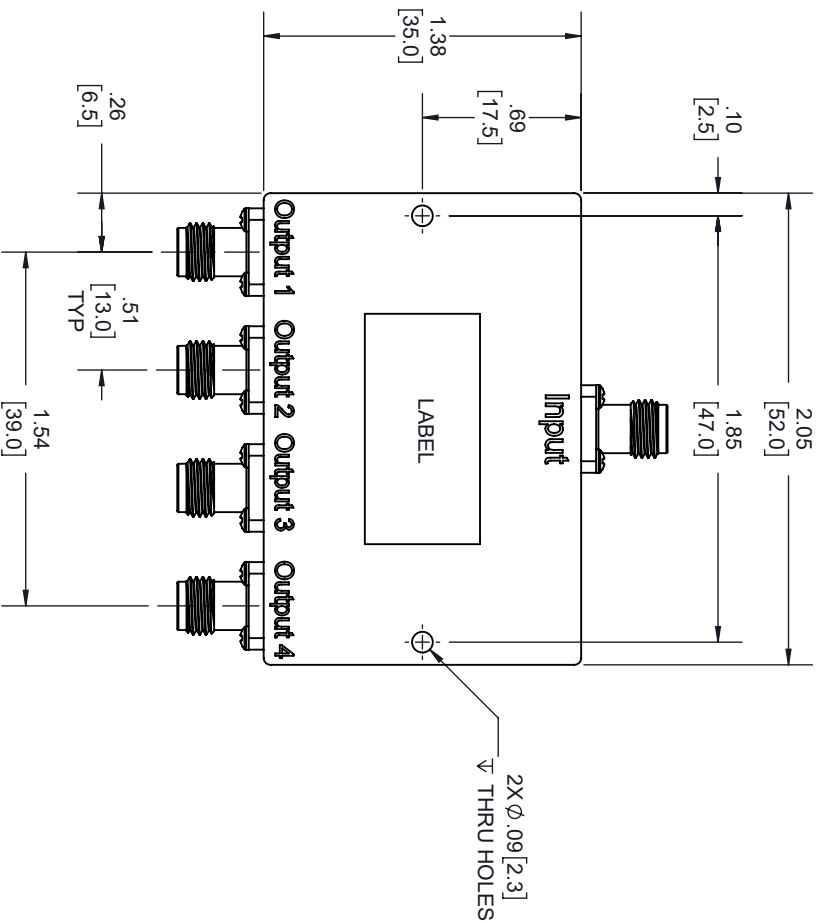 2.05
[52.0]
1.85
[47.0]
.10
[2.5]
.69
[17.5]
1.38
[35.0]
.26
[6.5]
.51
[13.0]
TYP
1.54
[39.0]
Input
LABEL
Output 1
Output 2
Output 3
Output 4
2X Ø .09[2.3]
↧ THRU HOLES